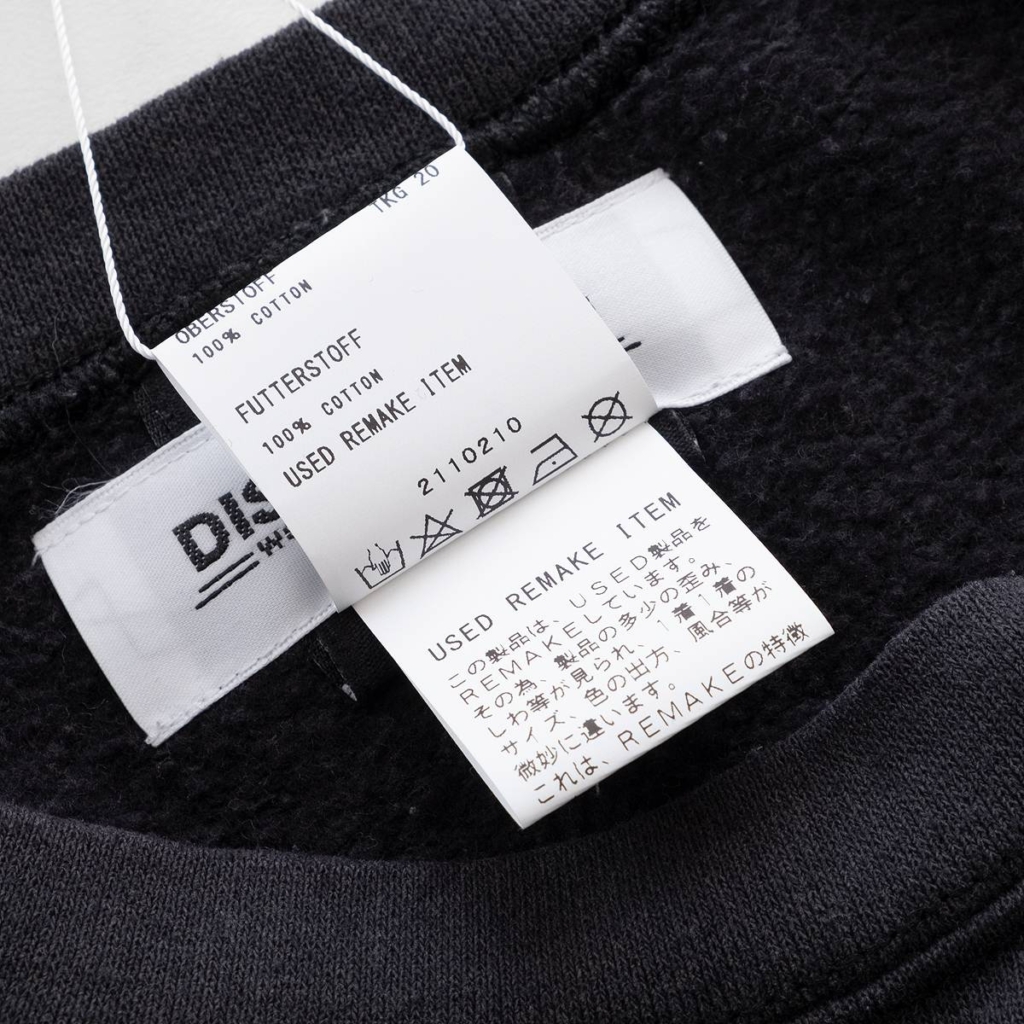 1KG 20
OBERSTOFF
100% COTTON
FUTTERSTOFF
100% COTTON
USED REMAKE ITEM
2110210
DIS
USED REMAKE ITEM
この製品は、USED製品を
REMAKEしています。
その為、製品の多少の歪み、
しわ等が見られ、1着1着の
サイズ、色の出方、風合等が
微妙に違います。
これは、REMAKEの特徴